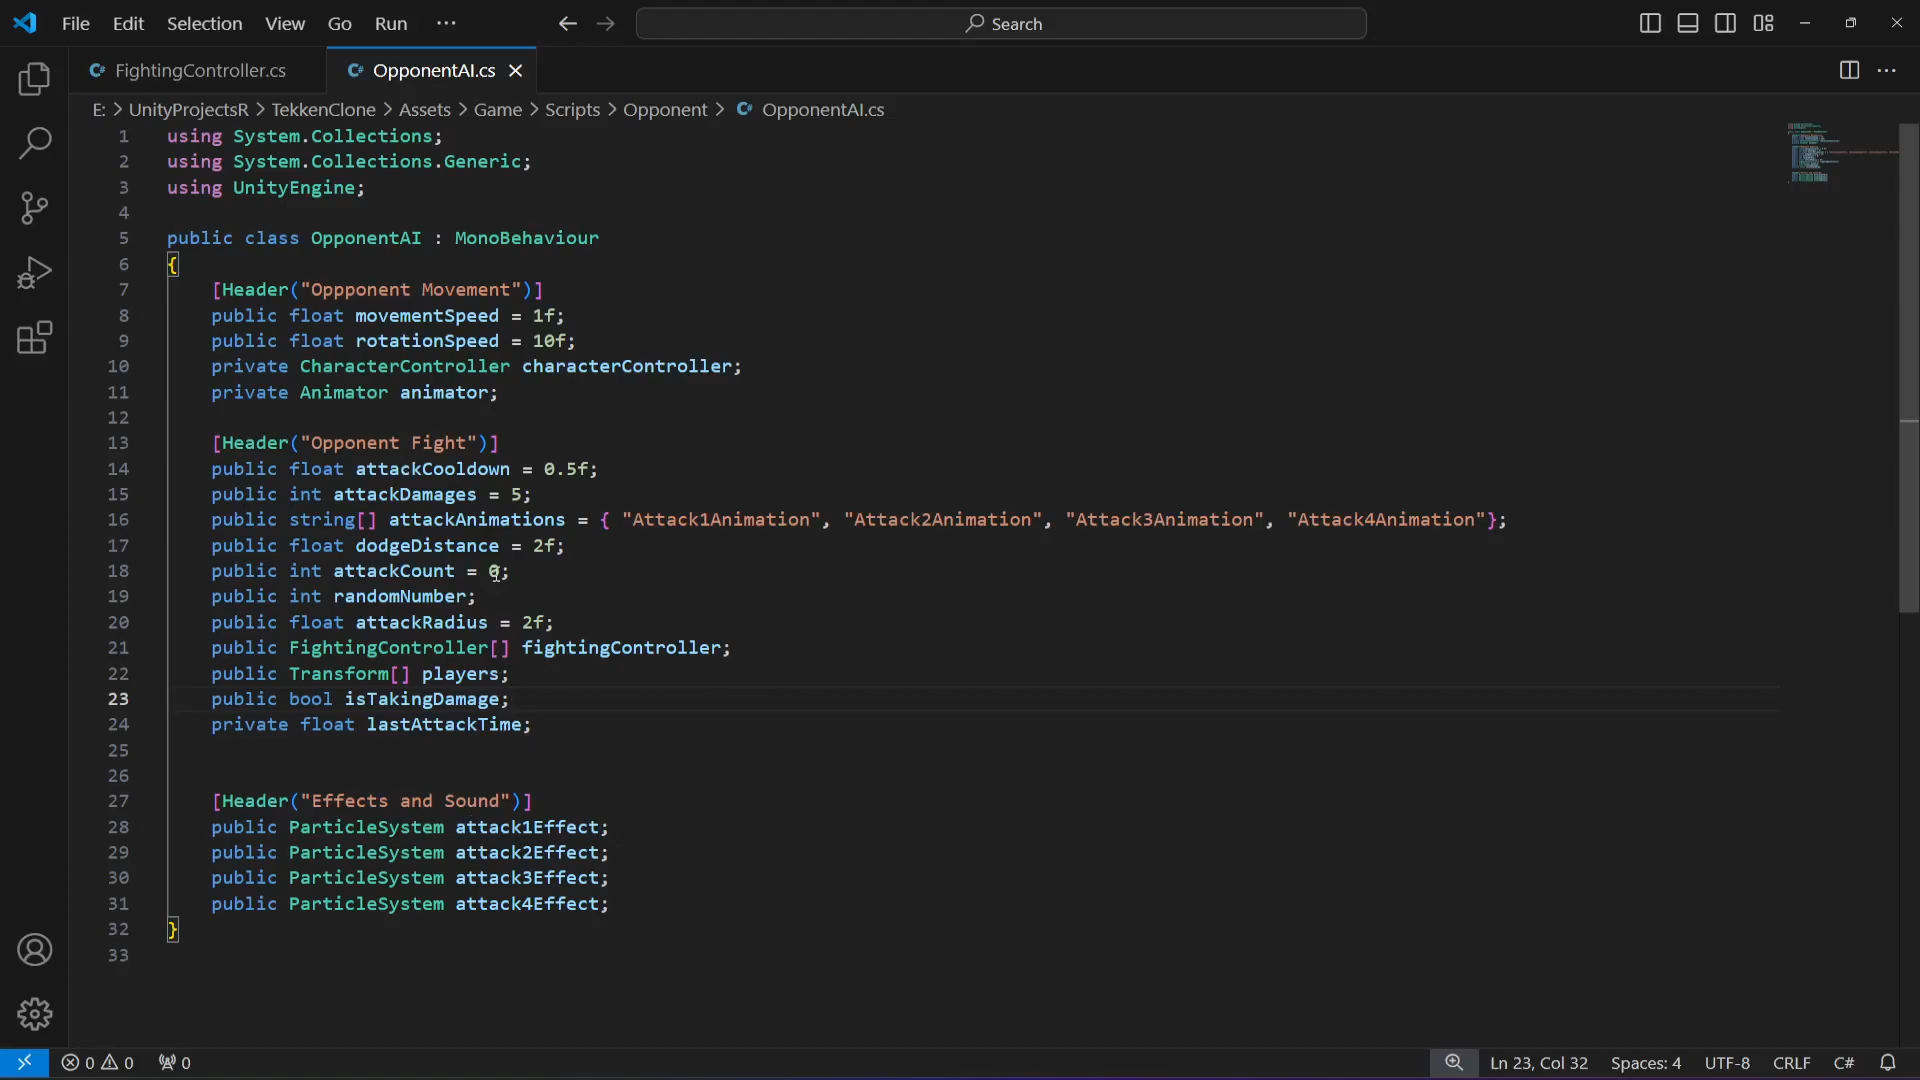 File Edit Selection View Go Run ··· Search
FightingController.cs OpponentAI.cs
E: > UnityProjectsR > TekkenClone > Assets > Game > Scripts > Opponent > OpponentAI.cs
1 using System.Collections;
2 using System.Collections.Generic;
3 using UnityEngine;
4
5 public class OpponentAI : MonoBehaviour
6 {
7 [Header("Oppponent Movement")]
8 public float movementSpeed = 1f;
9 public float rotationSpeed = 10f;
10 private CharacterController characterController;
11 private Animator animator;
12
13 [Header("Opponent Fight")]
14 public float attackCooldown = 0.5f;
15 public int attackDamages = 5;
16 public string[] attackAnimations = { "Attack1Animation", "Attack2Animation", "Attack3Animation", "Attack4Animation"};
17 public float dodgeDistance = 2f;
18 public int attackCount = 0;
19 public int randomNumber;
20 public float attackRadius = 2f;
21 public FightingController[] fightingController;
22 public Transform[] players;
23 public bool isTakingDamage;
24 private float lastAttackTime;
25
26
27 [Header("Effects and Sound")]
28 public ParticleSystem attack1Effect;
29 public ParticleSystem attack2Effect;
30 public ParticleSystem attack3Effect;
31 public ParticleSystem attack4Effect;
32 }
33
0 0 0 Ln 23, Col 32 Spaces: 4 UTF-8 CRLF C#